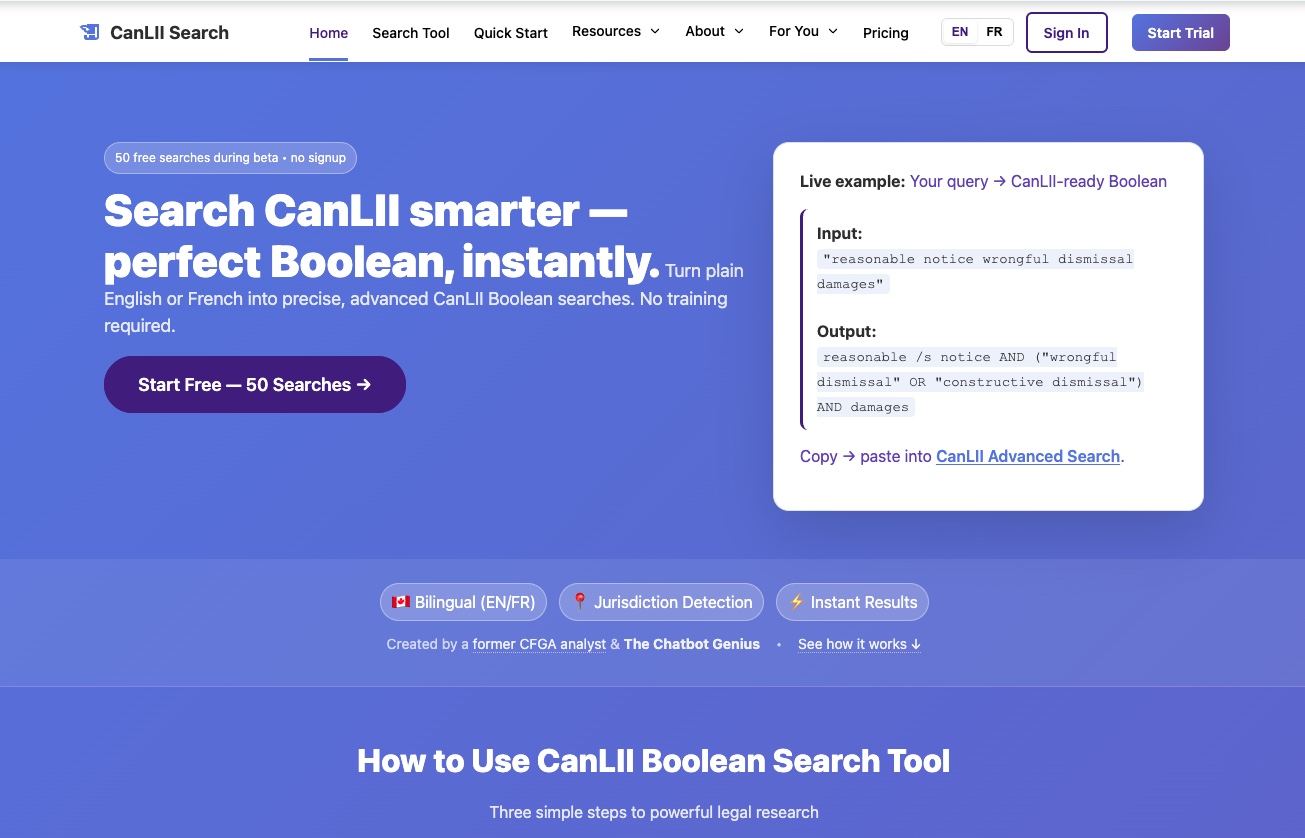 CanLII Search
Home
Search Tool
Quick Start
Resources
About
For You
Pricing
EN
FR
Sign In
Start Trial
50 free searches during beta • no signup
Search CanLII smarter —
perfect Boolean, instantly. Turn plain
English or French into precise, advanced CanLII Boolean searches. No training
required.
Start Free — 50 Searches →
Live example: Your query → CanLII-ready Boolean
Input:
"reasonable notice wrongful dismissal
damages"
Output:
reasonable /s notice AND ("wrongful
dismissal" OR "constructive dismissal")
AND damages
Copy → paste into CanLII Advanced Search.
🇨🇦 Bilingual (EN/FR)
📍 Jurisdiction Detection
⚡ Instant Results
Created by a former CFGA analyst & The Chatbot Genius • See how it works ↓
How to Use CanLII Boolean Search Tool
Three simple steps to powerful legal research